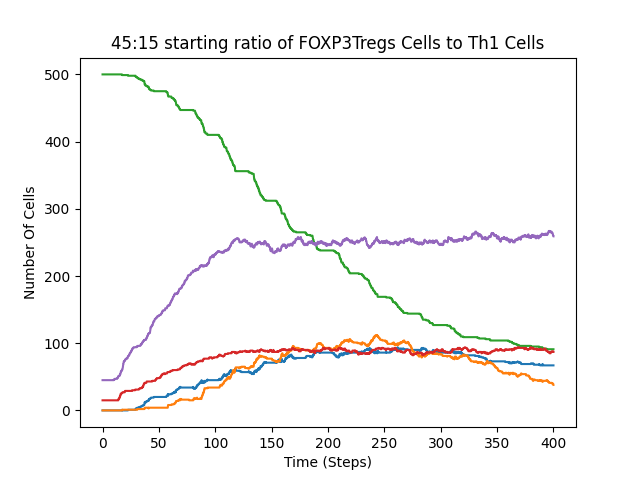 45:15 starting ratio of FOXP3Tregs Cells to Th1 Cells
500
400
300
200
100
0
Number Of Cells
0 50 100 150 200 250 300 350 400
Time (Steps)